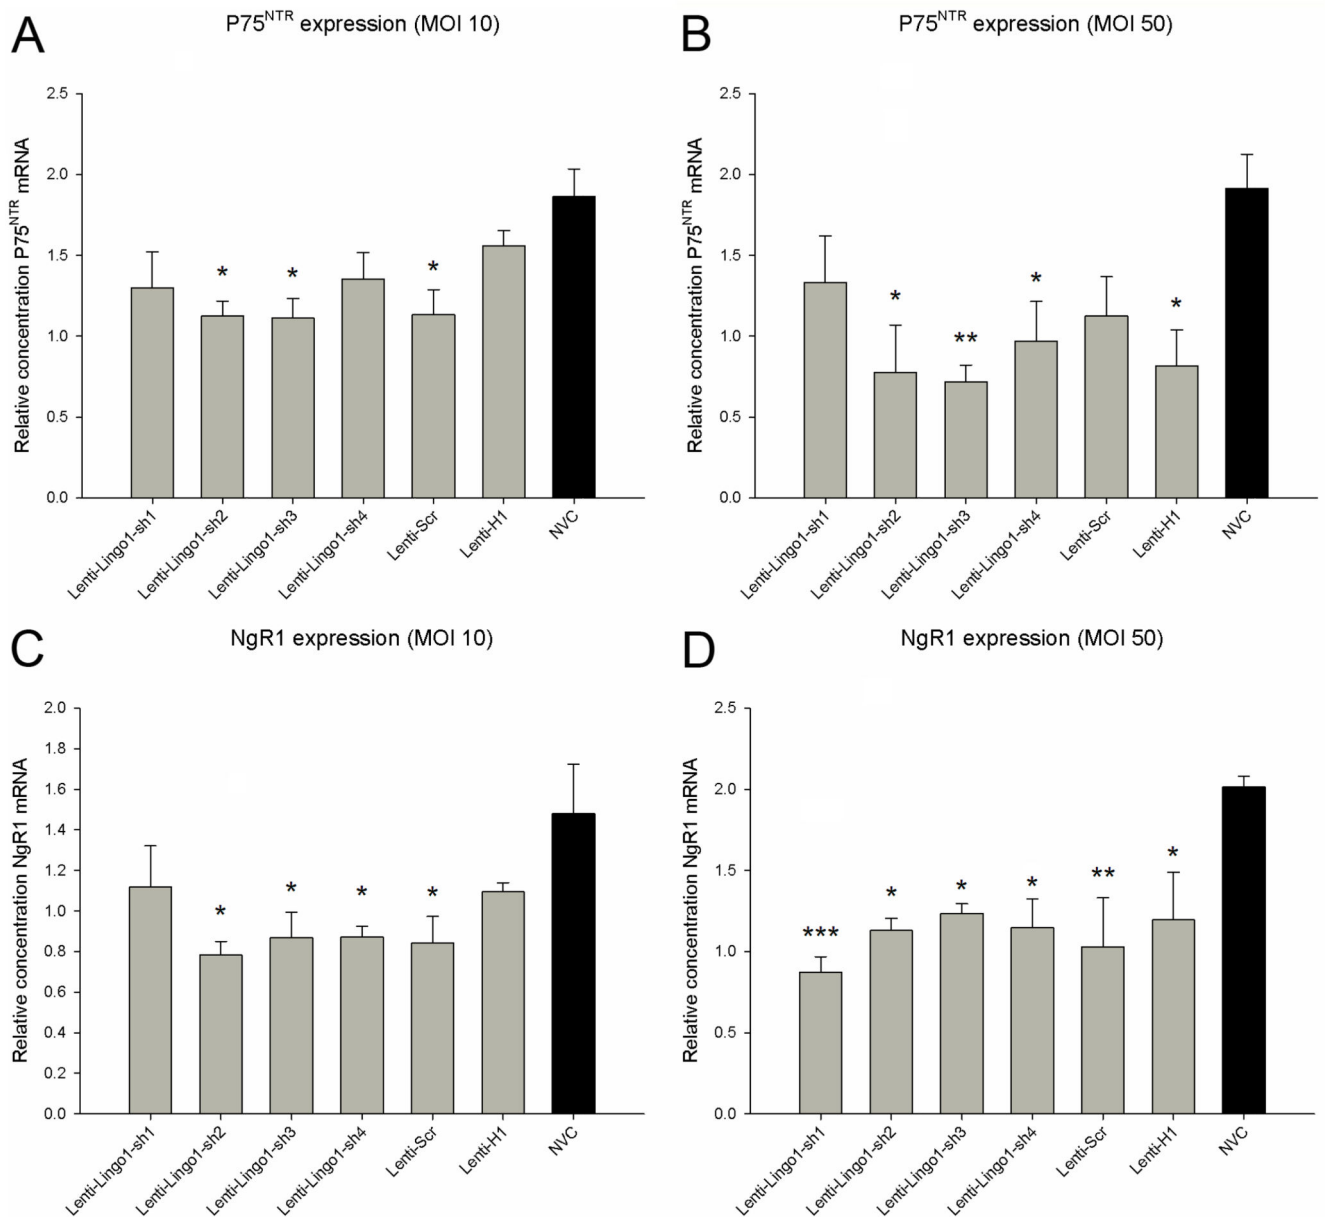 A
P75NTR expression (MOI 10)
Relative concentration P75NTR mRNA
2.5
2.0
1.5
1.0
0.5
0.0
*
*
*
Lenti-Lingo1-sh1
Lenti-Lingo1-sh2
Lenti-Lingo1-sh3
Lenti-Lingo1-sh4
Lenti-Scr
Lenti-H1
NVC
B
P75NTR expression (MOI 50)
Relative concentration P75NTR mRNA
2.5
2.0
1.5
1.0
0.5
0.0
*
**
*
*
Lenti-Lingo1-sh1
Lenti-Lingo1-sh2
Lenti-Lingo1-sh3
Lenti-Lingo1-sh4
Lenti-Scr
Lenti-H1
NVC
C
NgR1 expression (MOI 10)
Relative concentration NgR1 mRNA
2.0
1.8
1.6
1.4
1.2
1.0
0.8
0.6
0.4
0.2
0.0
*
*
*
*
Lenti-Lingo1-sh1
Lenti-Lingo1-sh2
Lenti-Lingo1-sh3
Lenti-Lingo1-sh4
Lenti-Scr
Lenti-H1
NVC
D
NgR1 expression (MOI 50)
Relative concentration NgR1 mRNA
2.5
2.0
1.5
1.0
0.5
0.0
***
*
*
*
**
*
Lenti-Lingo1-sh1
Lenti-Lingo1-sh2
Lenti-Lingo1-sh3
Lenti-Lingo1-sh4
Lenti-Scr
Lenti-H1
NVC